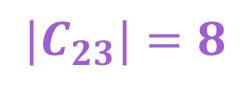 |C₂₃| = 8